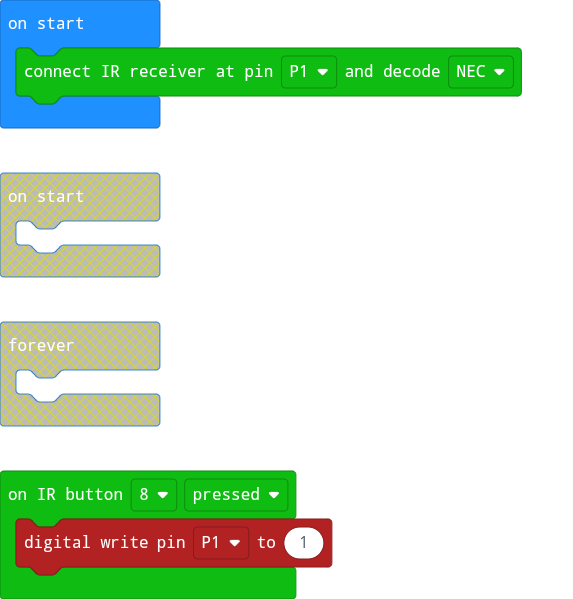 on start
connect IR receiver at pin P1 and decode NEC
on start
forever
on IR button 8 pressed
digital write pin P1 to 1